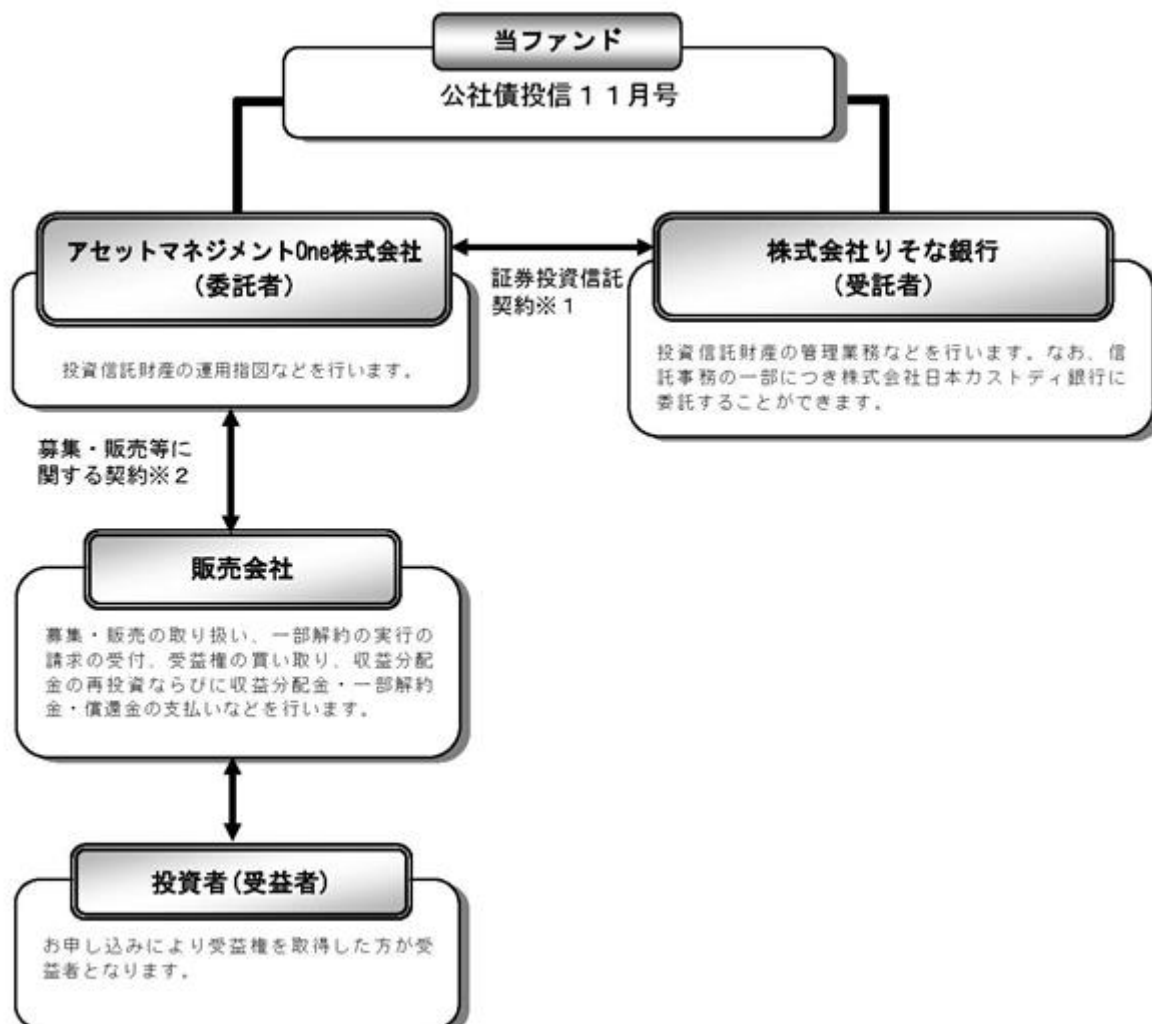 当ファンド
公社債投信１１月号
アセットマネジメントOne株式会社
(委託者)
投資信託財産の運用指図などを行います。
証券投資信託
契約※１
株式会社りそな銀行
(受託者)
投資信託財産の管理業務などを行います。なお、信
託事務の一部につき株式会社日本カストディ銀行に
委託することができます。
募集・販売等に
関する契約※２
販売会社
募集・販売の取り扱い、一部解約の実行の
請求の受付、受益権の買い取り、収益分配
金の再投資ならびに収益分配金・一部解約
金・償還金の支払いなどを行います。
投資者(受益者)
お申し込みにより受益権を取得した方が受
益者となります。